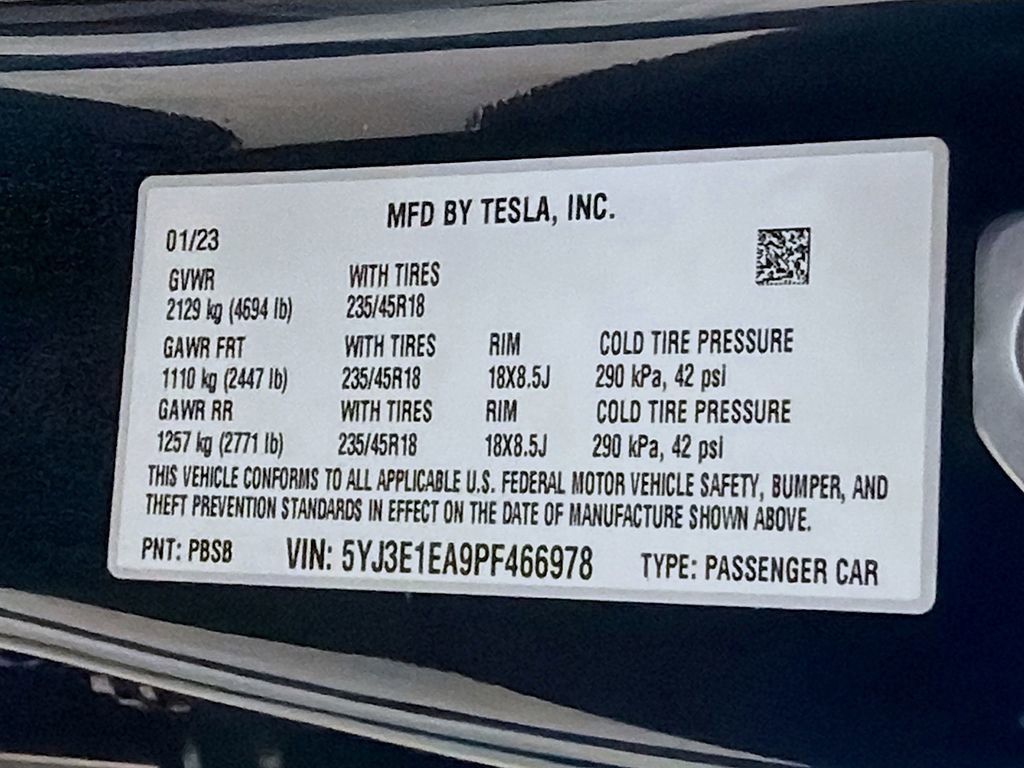 MFD BY TESLA, INC.
01/23
GVWR WITH TIRES
2129 kg (4694 lb) 235/45R18
GAWR FRT WITH TIRES RIM COLD TIRE PRESSURE
1110 kg (2447 lb) 235/45R18 18X8.5J 290 kPa, 42 psi
GAWR RR WITH TIRES RIM COLD TIRE PRESSURE
1257 kg (2771 lb) 235/45R18 18X8.5J 290 kPa, 42 psi
THIS VEHICLE CONFORMS TO ALL APPLICABLE U.S. FEDERAL MOTOR VEHICLE SAFETY, BUMPER, AND
THEFT PREVENTION STANDARDS IN EFFECT ON THE DATE OF MANUFACTURE SHOWN ABOVE.
PNT: PBSB VIN: 5YJ3E1EA9PF466978 TYPE: PASSENGER CAR